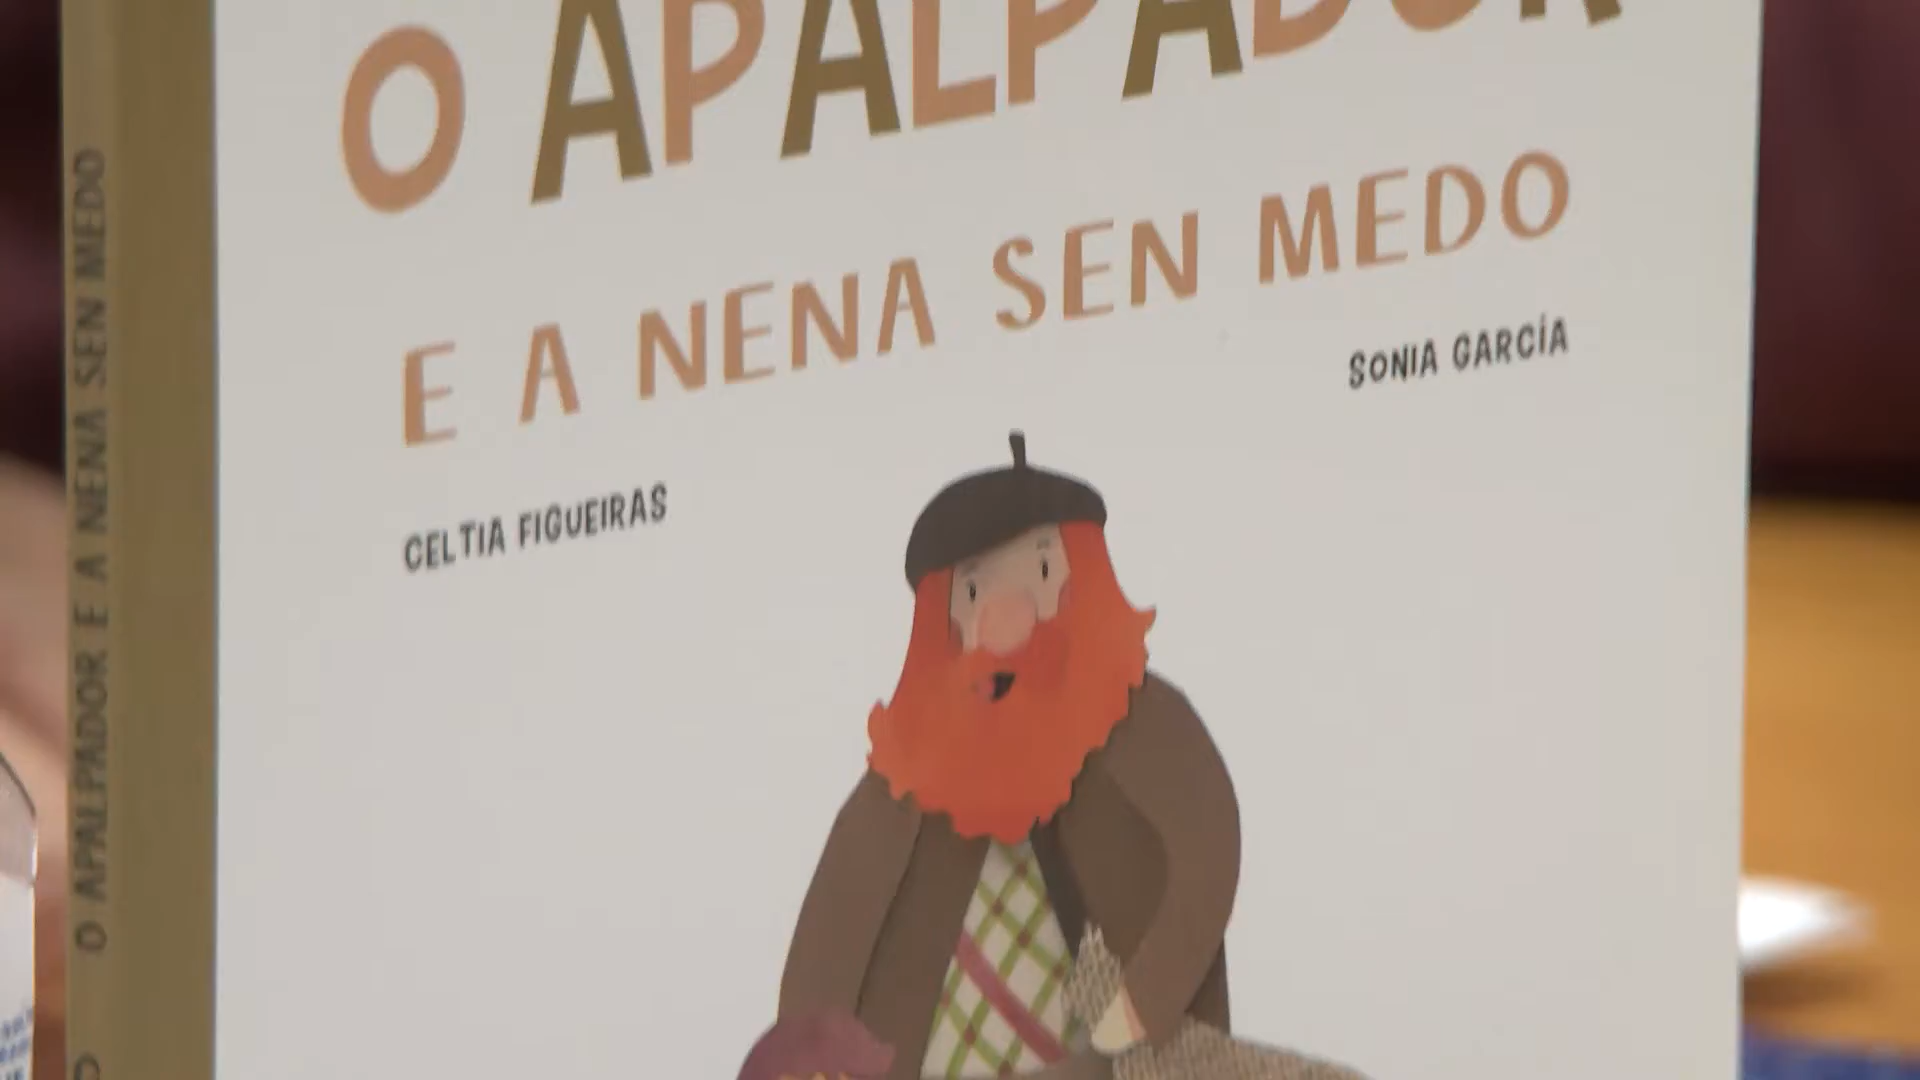 O APALPADOR
E A NENA SEN MEDO
SONIA GARCÍA
CELTIA FIGUEIRAS
O APALPADOR E A NENA SEN MEDO